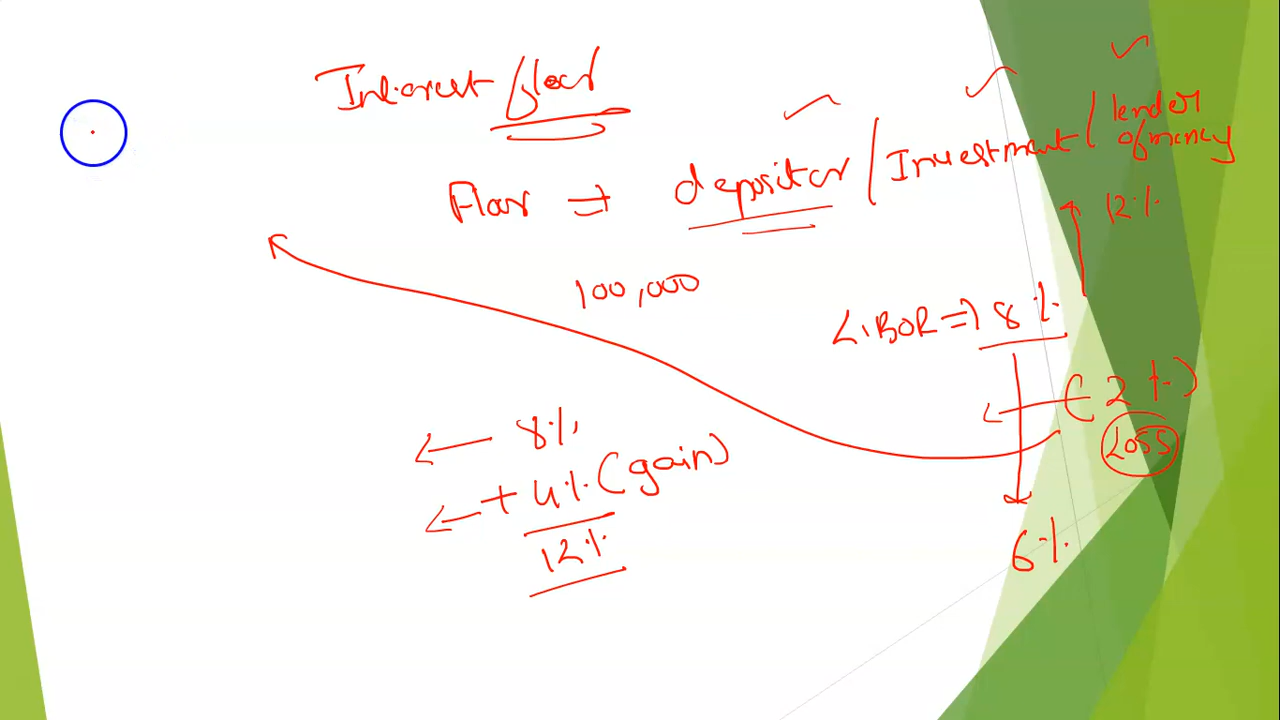 Interest floor
Floor ⇒ depositor / Investment / lender of money
12%
100,000
LIBOR ⇒ 8%
(2%)
Loss
8%
+ 4% (gain)
12%
6%